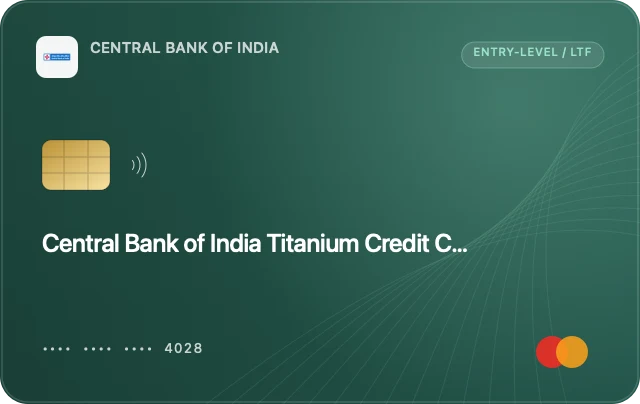 CENTRAL BANK OF INDIA
ENTRY-LEVEL / LTF
Central Bank of India Titanium Credit C...
•••• •••• •••• 4028